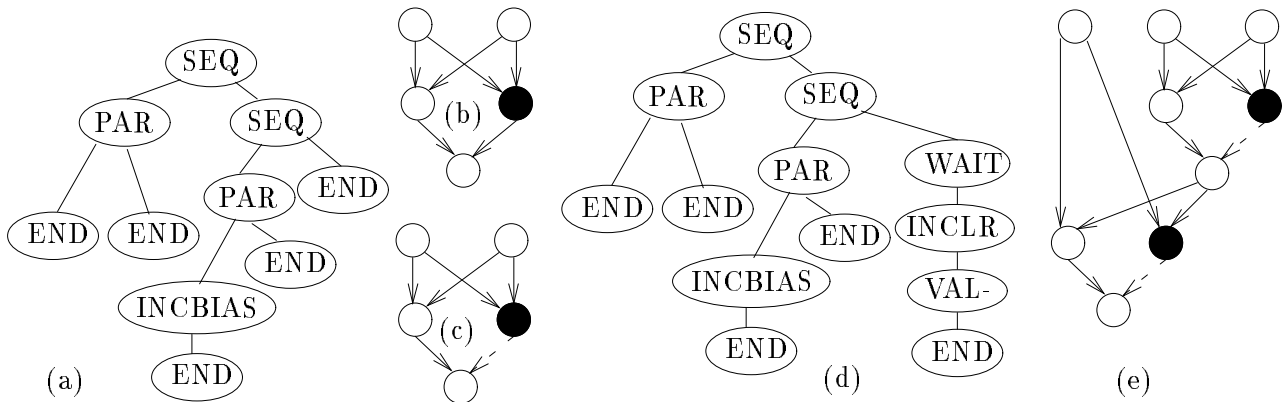 SEQ
PAR
SEQ
END
END
PAR
END
END
INCBIAS
END
(a)
(b)
(c)
SEQ
PAR
SEQ
END
END
PAR
WAIT
END
INCLR
INCBIAS
VAL-
END
END
(d)
(e)